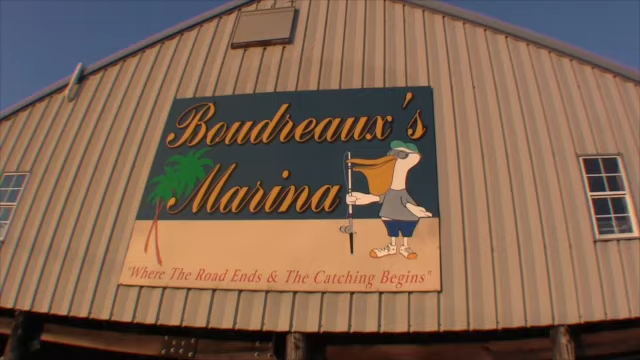 Boudreaux's
Marina
"Where The Road Ends & The Catching Begins"